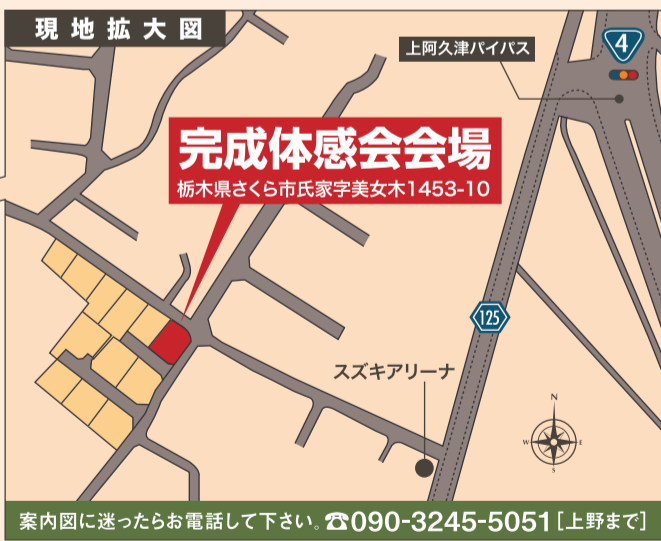 現地拡大図
上阿久津バイパス
4
完成体感会会場
栃木県さくら市氏家字美女木1453-10
125
スズキアリーナ
N
W
E
S
案内図に迷ったらお電話して下さい。☎090-3245-5051[上野まで]